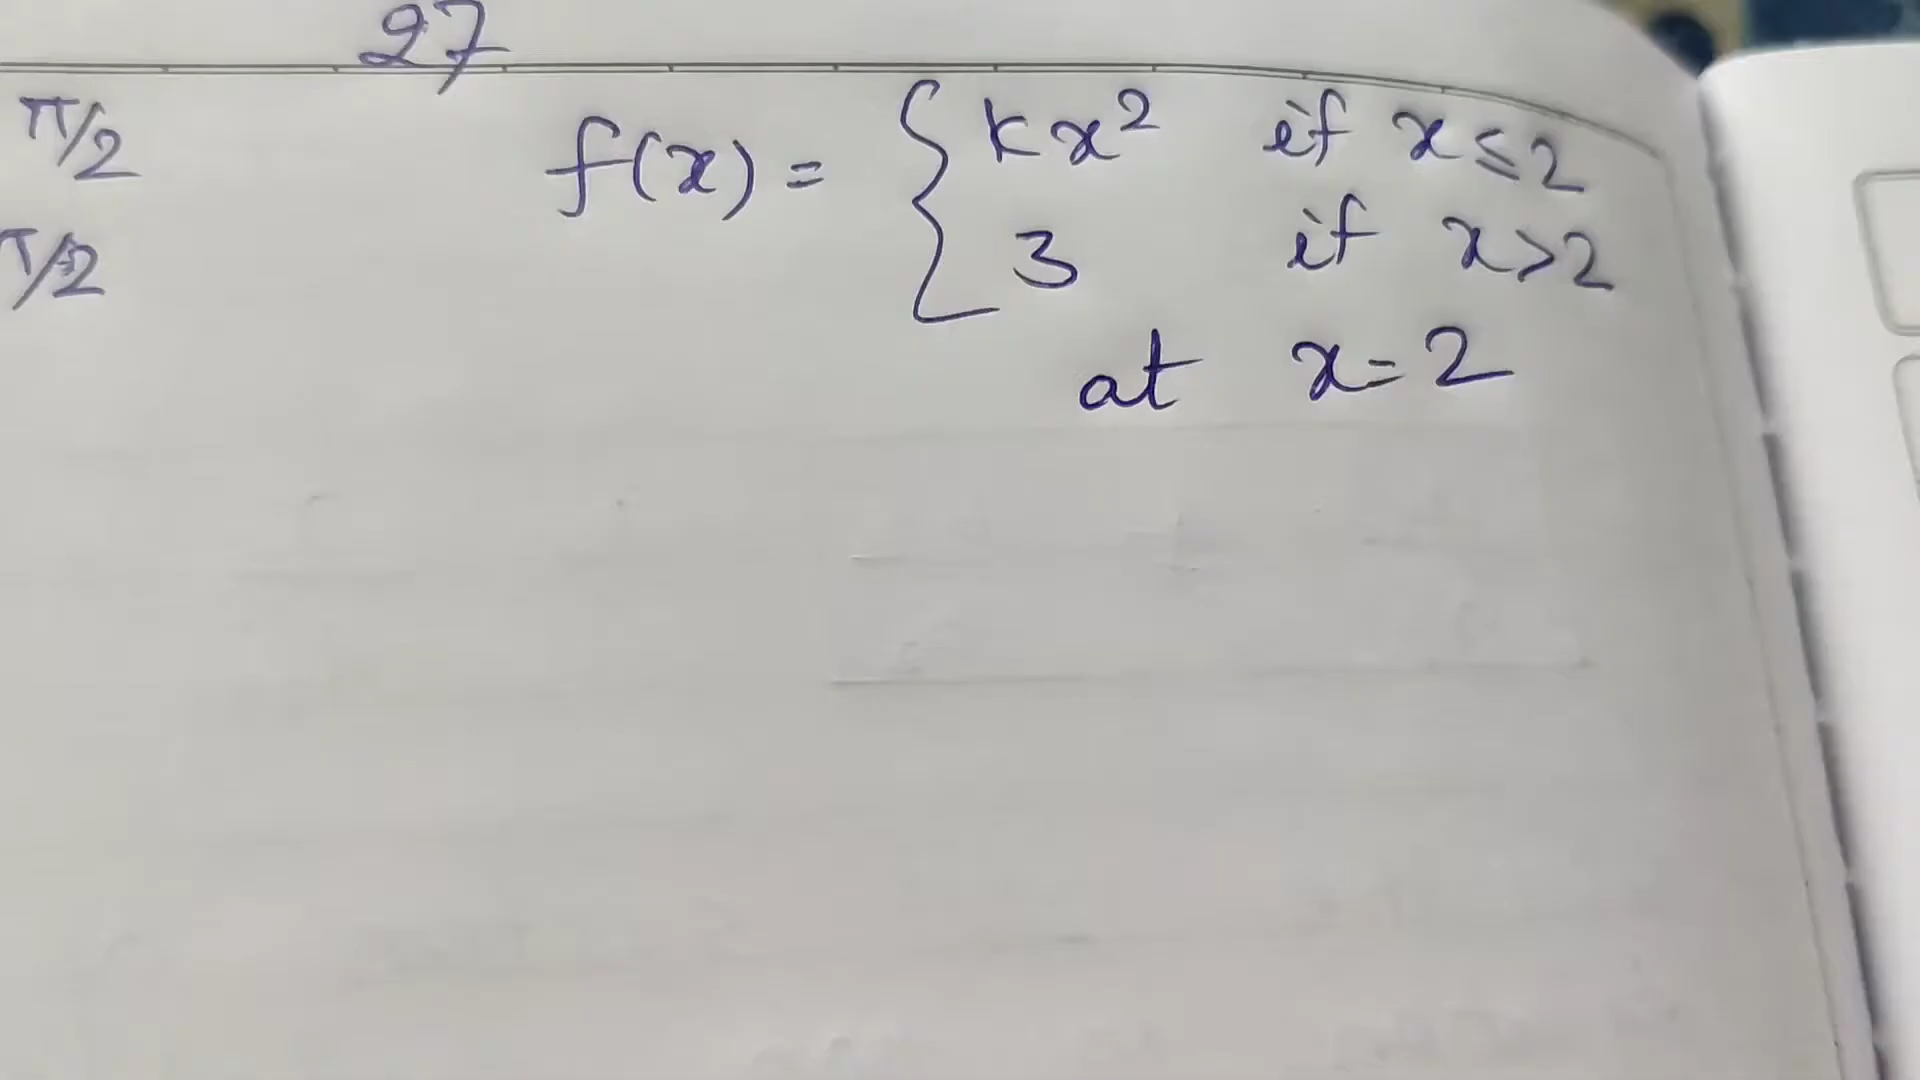 27
π/2
π/2
f(x) = { kx² if x ≤ 2
3 if x > 2
at x = 2